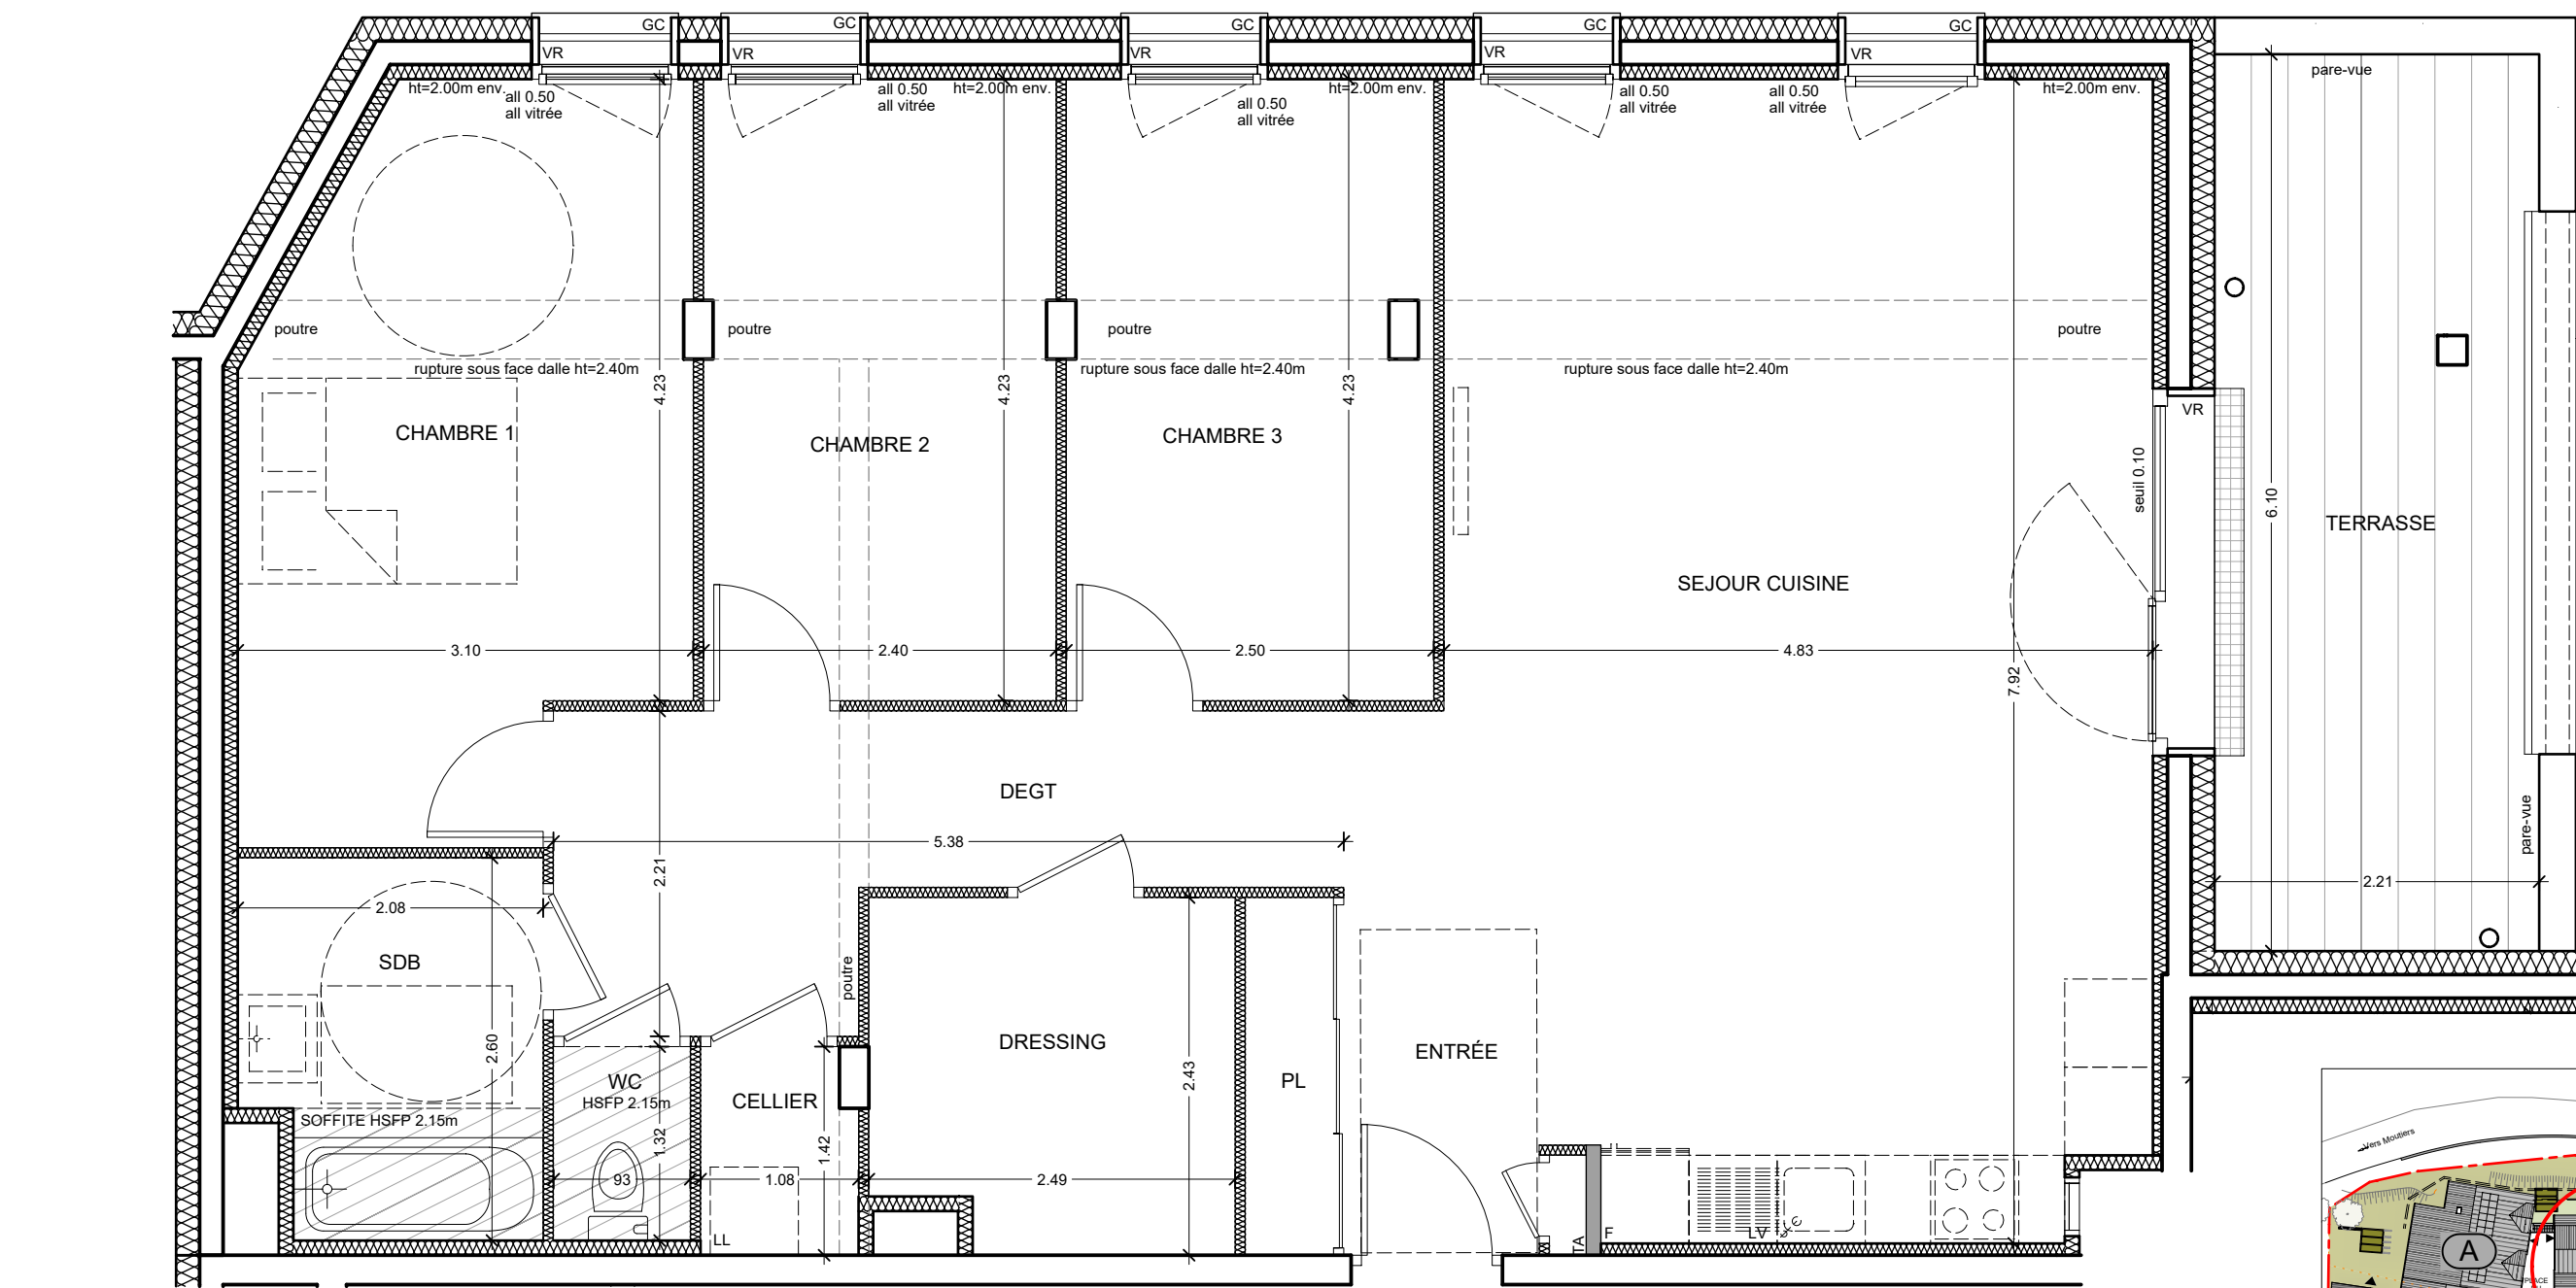 GC
GC
GC
GC
GC
VR
VR
VR
VR
VR
ht=2.00m env.
all 0.50
all vitrée
all 0.50
all vitrée
ht=2.00m env.
all 0.50
all vitrée
ht=2.00m env.
all 0.50
all vitrée
all 0.50
all vitrée
ht=2.00m env.
pare-vue
poutre
poutre
poutre
poutre
rupture sous face dalle ht=2.40m
rupture sous face dalle ht=2.40m
rupture sous face dalle ht=2.40m
4.23
4.23
4.23
VR
CHAMBRE 1
CHAMBRE 2
CHAMBRE 3
seuil 0.10
6.10
TERRASSE
SEJOUR CUISINE
3.10
2.40
2.50
4.83
7.92
DEGT
5.38
2.21
pare-vue
2.21
2.08
SDB
poutre
2.60
DRESSING
ENTRÉE
WC
HSFP 2.15m
CELLIER
2.43
PL
SOFFITE HSFP 2.15m
1.32
1.42
93
1.08
2.49
LL
TA
F
LV
Vers Moutiers
A